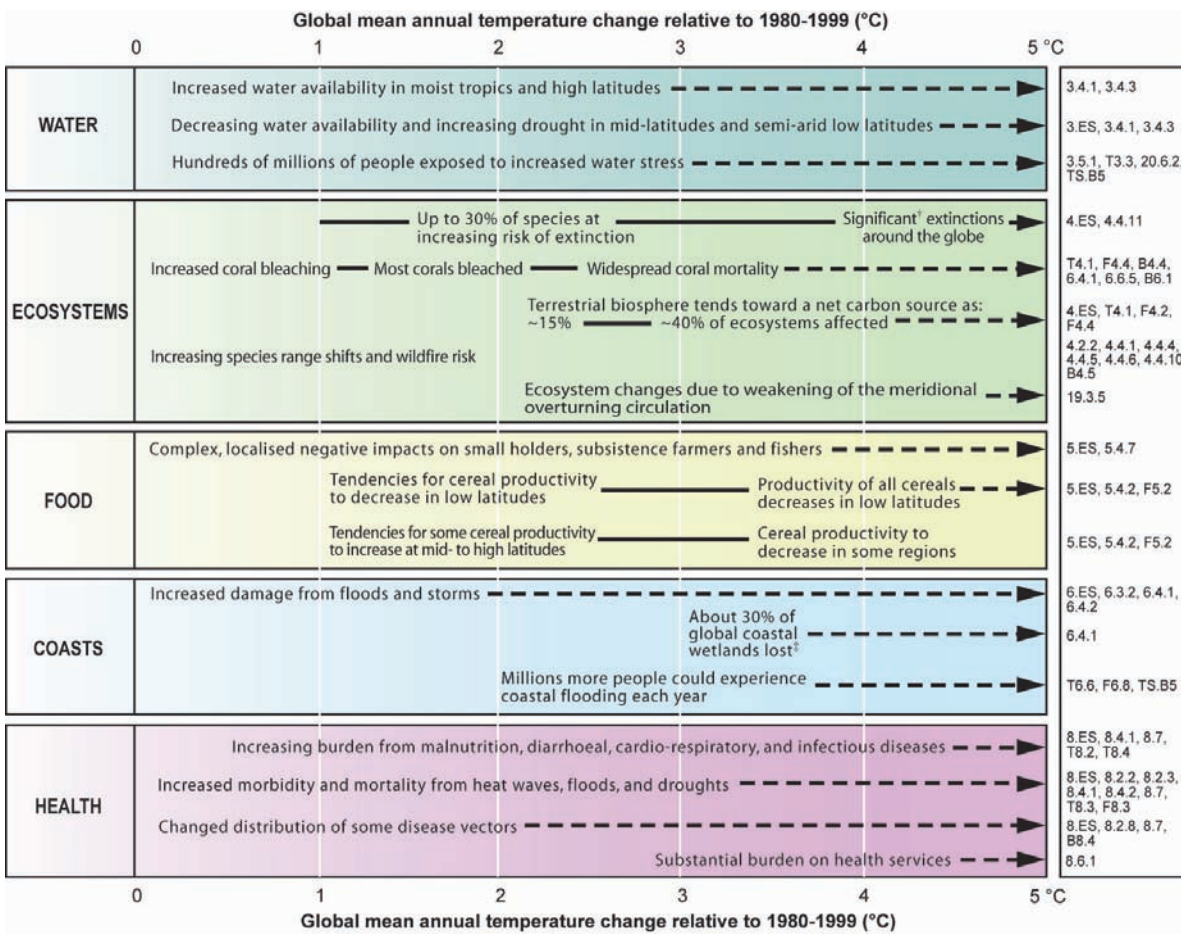 Global mean annual temperature change relative to 1980-1999 (°C)
0 1 2 3 4 5 °C
WATER
Increased water availability in moist tropics and high latitudes
3.4.1, 3.4.3
Decreasing water availability and increasing drought in mid-latitudes and semi-arid low latitudes
3.ES, 3.4.1, 3.4.3
Hundreds of millions of people exposed to increased water stress
3.5.1, T3.3, 20.6.2,
TS.B5
ECOSYSTEMS
Up to 30% of species at
increasing risk of extinction
Significant† extinctions
around the globe
4.ES, 4.4.11
Increased coral bleaching Most corals bleached Widespread coral mortality
T4.1, F4.4, B4.4,
6.4.1, 6.6.5, B6.1
Terrestrial biosphere tends toward a net carbon source as:
~15% ~40% of ecosystems affected
4.ES, T4.1, F4.2,
F4.4
Increasing species range shifts and wildfire risk
4.2.2, 4.4.1, 4.4.4,
4.4.5, 4.4.6, 4.4.10,
B4.5
Ecosystem changes due to weakening of the meridional
overturning circulation
19.3.5
FOOD
Complex, localised negative impacts on small holders, subsistence farmers and fishers
5.ES, 5.4.7
Tendencies for cereal productivity
to decrease in low latitudes
Productivity of all cereals
decreases in low latitudes
5.ES, 5.4.2, F5.2
Tendencies for some cereal productivity
to increase at mid- to high latitudes
Cereal productivity to
decrease in some regions
5.ES, 5.4.2, F5.2
COASTS
Increased damage from floods and storms
6.ES, 6.3.2, 6.4.1,
6.4.2
About 30% of
global coastal
wetlands lost‡
6.4.1
Millions more people could experience
coastal flooding each year
T6.6, F6.8, TS.B5
HEALTH
Increasing burden from malnutrition, diarrhoeal, cardio-respiratory, and infectious diseases
8.ES, 8.4.1, 8.7,
T8.2, T8.4
Increased morbidity and mortality from heat waves, floods, and droughts
8.ES, 8.2.2, 8.2.3,
8.4.1, 8.4.2, 8.7,
T8.3, F8.3
Changed distribution of some disease vectors
8.ES, 8.2.8, 8.7,
B8.4
Substantial burden on health services
8.6.1
0 1 2 3 4 5 °C
Global mean annual temperature change relative to 1980-1999 (°C)